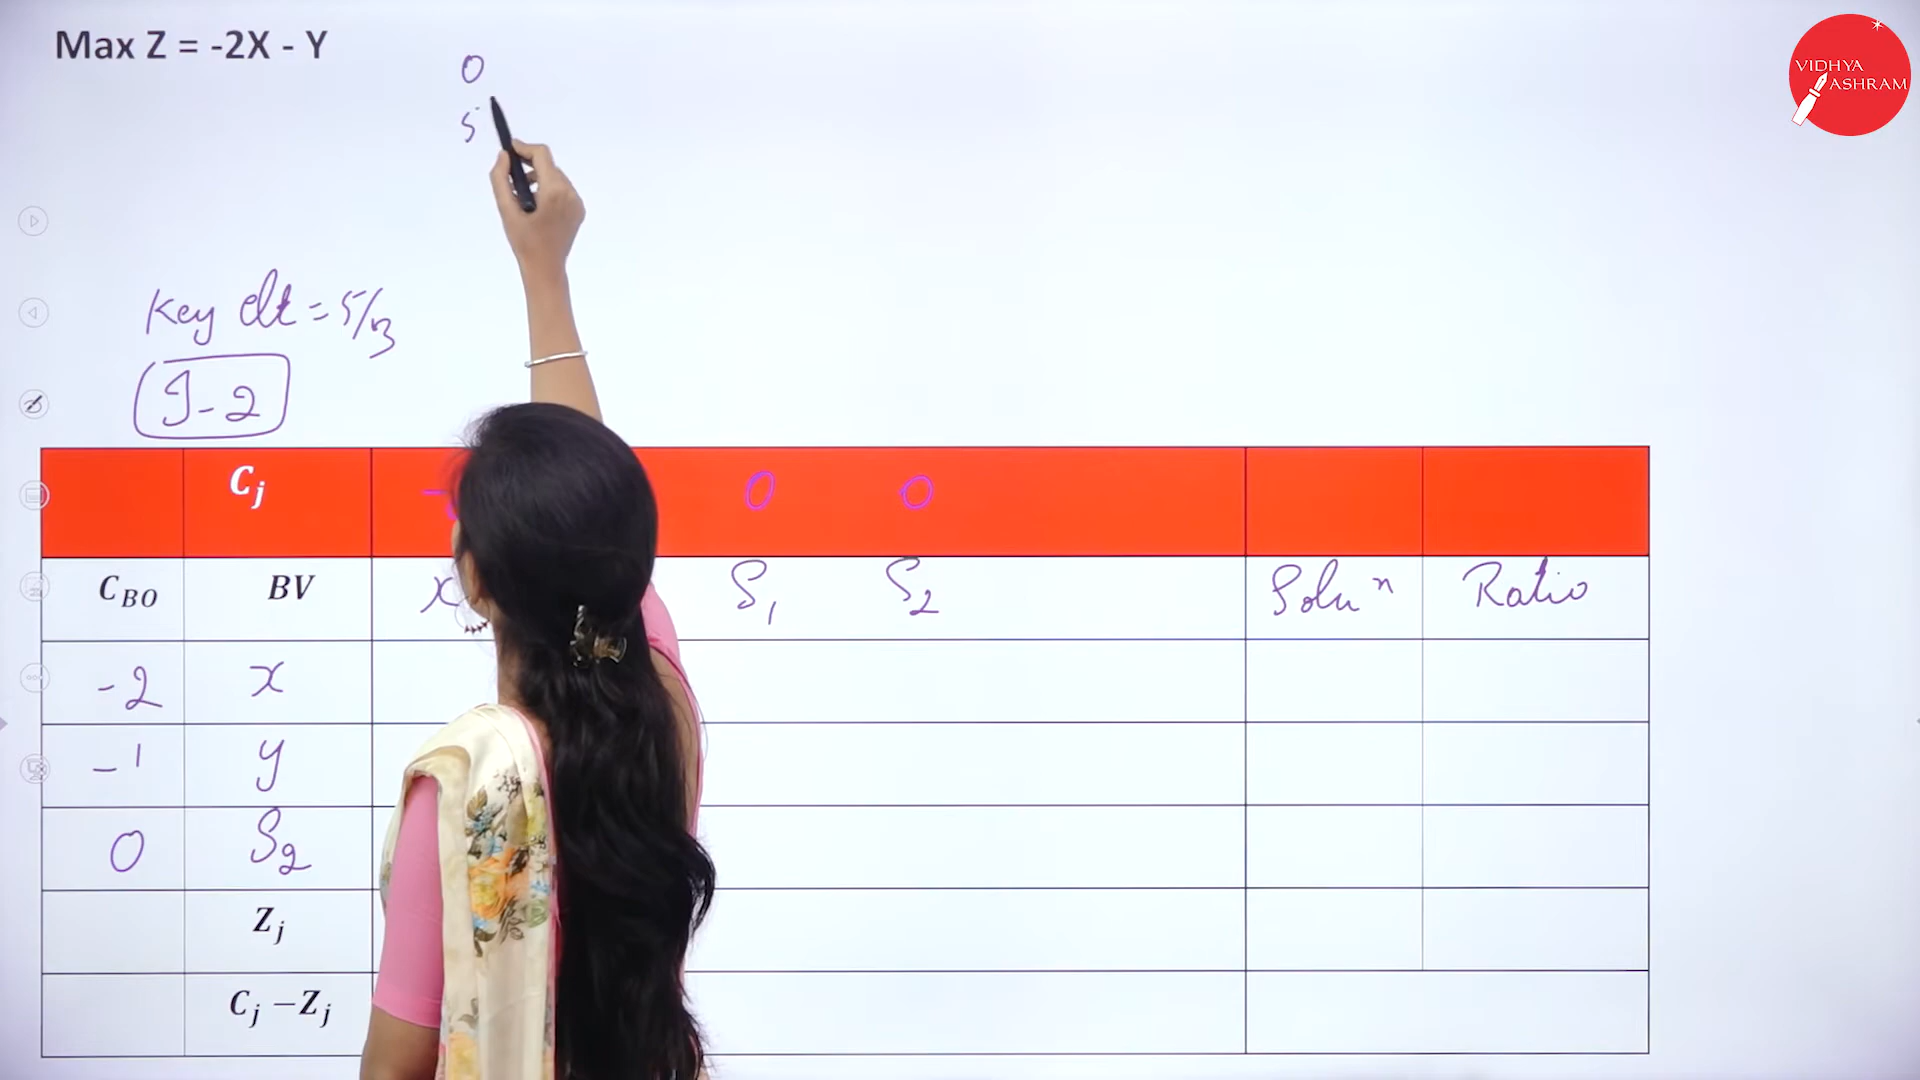 Max Z = -2X - Y
0
5
VIDHYA
ASHRAM
Key elt = 5/3
I-2
Cj 0 0
CBO BV x S1 S2 Soluⁿ Ratio
-2 x
-1 y
0 S2
Zj
Cj -Zj